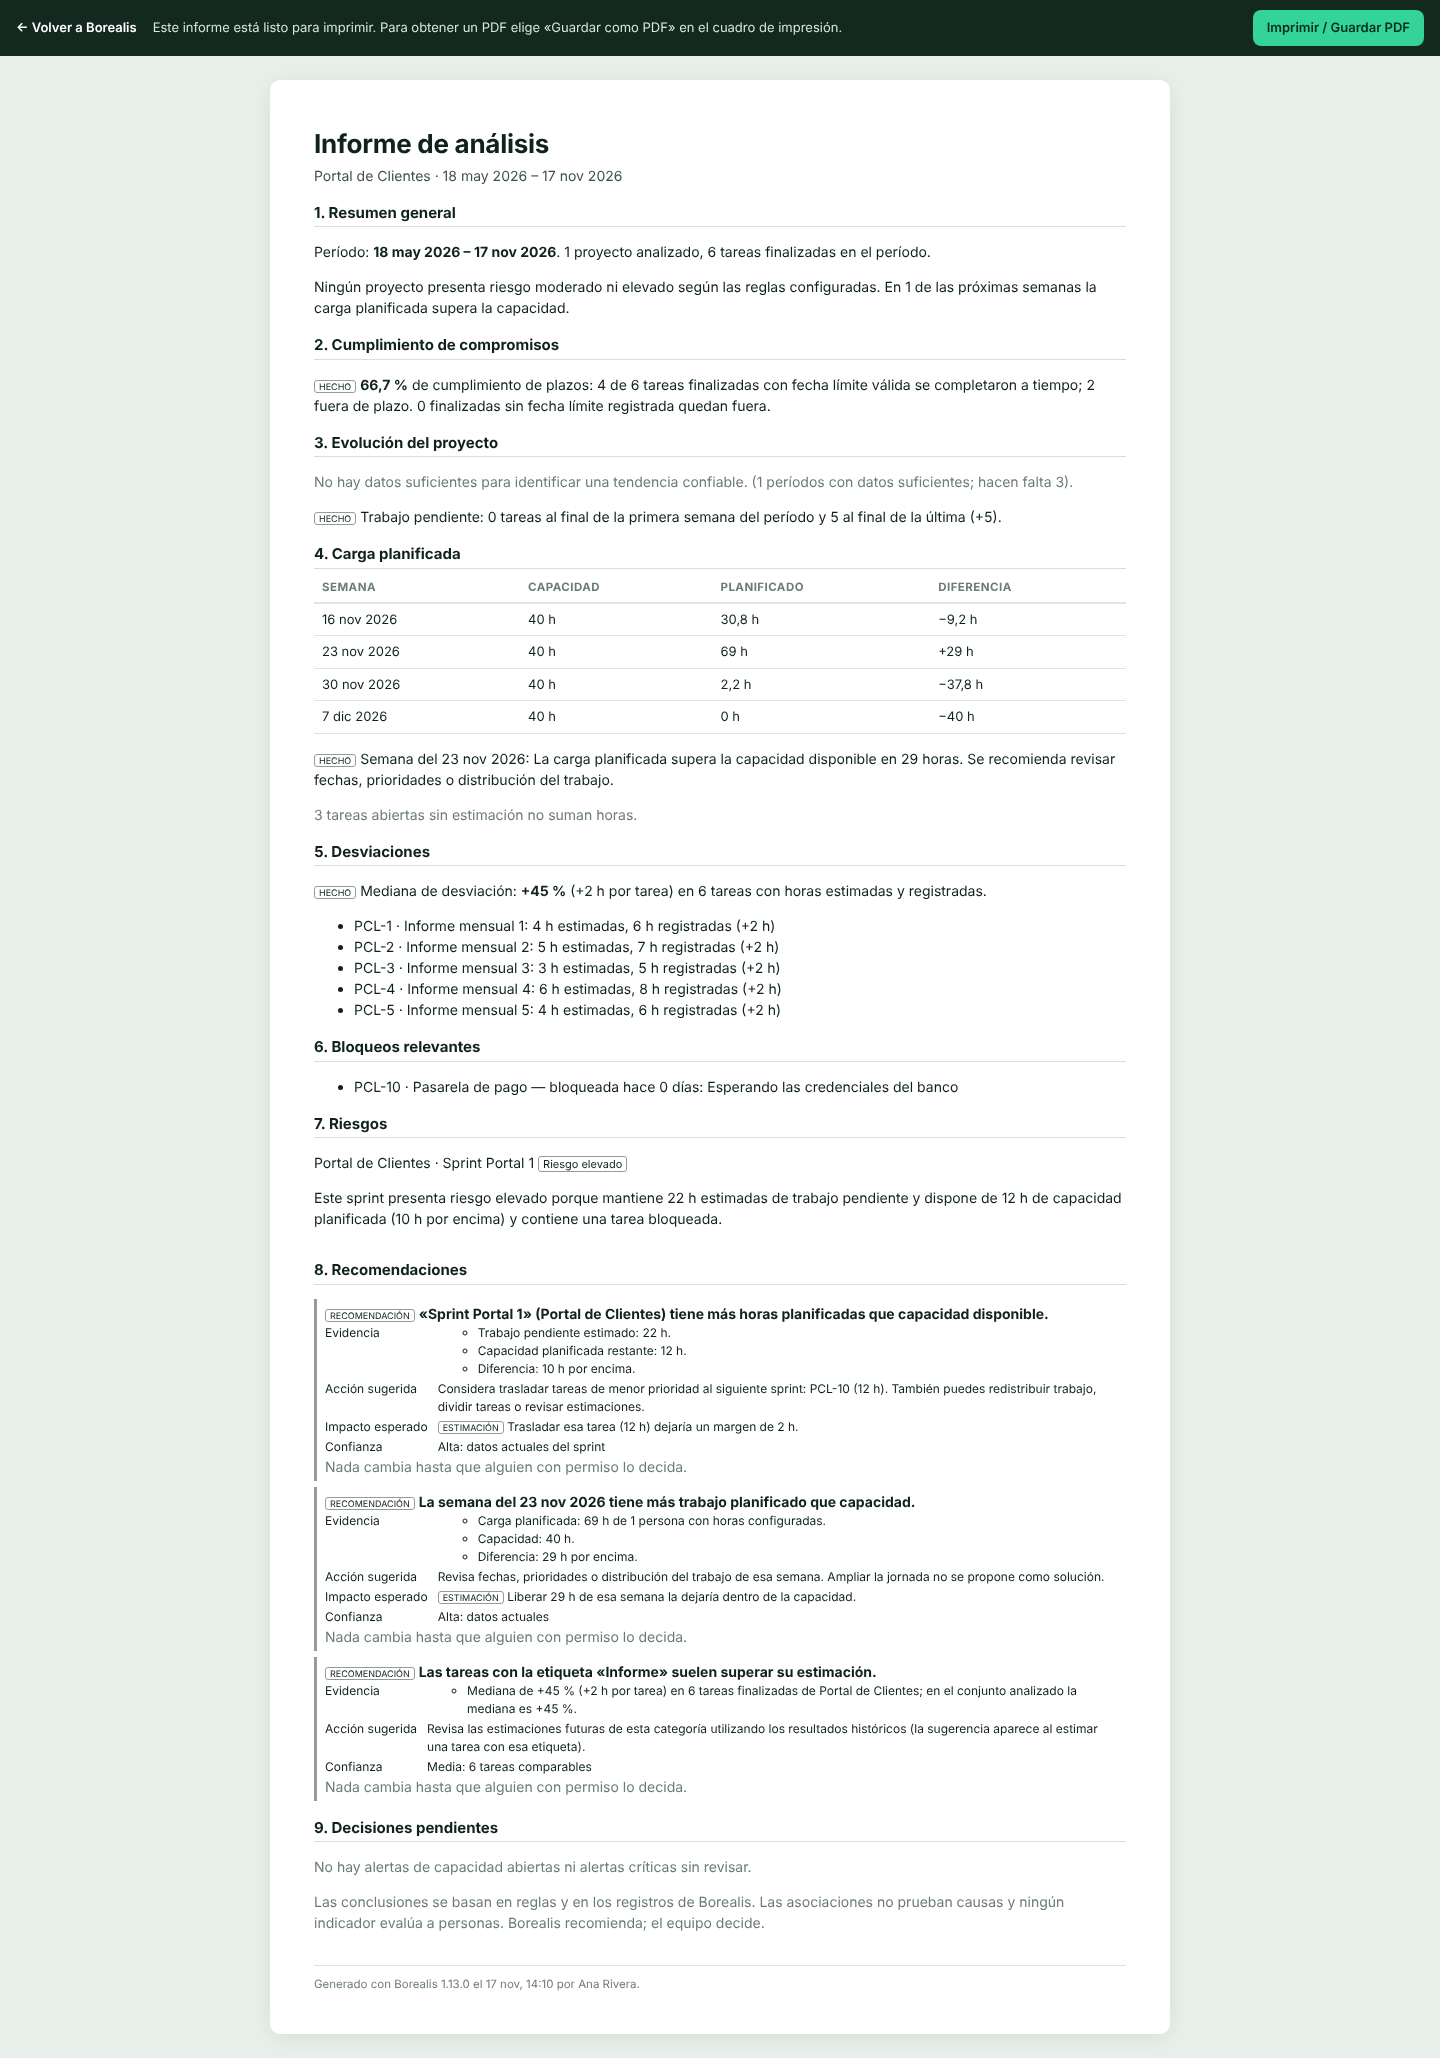 ← Volver a Borealis
Este informe está listo para imprimir. Para obtener un PDF elige «Guardar como PDF» en el cuadro de impresión.
Imprimir / Guardar PDF
Informe de análisis
Portal de Clientes · 18 may 2026 – 17 nov 2026
1. Resumen general
Período: 18 may 2026 – 17 nov 2026. 1 proyecto analizado, 6 tareas finalizadas en el período.
Ningún proyecto presenta riesgo moderado ni elevado según las reglas configuradas. En 1 de las próximas semanas la
carga planificada supera la capacidad.
2. Cumplimiento de compromisos
HECHO 66,7 % de cumplimiento de plazos: 4 de 6 tareas finalizadas con fecha límite válida se completaron a tiempo; 2
fuera de plazo. 0 finalizadas sin fecha límite registrada quedan fuera.
3. Evolución del proyecto
No hay datos suficientes para identificar una tendencia confiable. (1 períodos con datos suficientes; hacen falta 3).
HECHO Trabajo pendiente: 0 tareas al final de la primera semana del período y 5 al final de la última (+5).
4. Carga planificada
SEMANA CAPACIDAD PLANIFICADO DIFERENCIA
16 nov 2026 40 h 30,8 h −9,2 h
23 nov 2026 40 h 69 h +29 h
30 nov 2026 40 h 2,2 h −37,8 h
7 dic 2026 40 h 0 h −40 h
HECHO Semana del 23 nov 2026: La carga planificada supera la capacidad disponible en 29 horas. Se recomienda revisar
fechas, prioridades o distribución del trabajo.
3 tareas abiertas sin estimación no suman horas.
5. Desviaciones
HECHO Mediana de desviación: +45 % (+2 h por tarea) en 6 tareas con horas estimadas y registradas.
• PCL-1 · Informe mensual 1: 4 h estimadas, 6 h registradas (+2 h)
• PCL-2 · Informe mensual 2: 5 h estimadas, 7 h registradas (+2 h)
• PCL-3 · Informe mensual 3: 3 h estimadas, 5 h registradas (+2 h)
• PCL-4 · Informe mensual 4: 6 h estimadas, 8 h registradas (+2 h)
• PCL-5 · Informe mensual 5: 4 h estimadas, 6 h registradas (+2 h)
6. Bloqueos relevantes
• PCL-10 · Pasarela de pago — bloqueada hace 0 días: Esperando las credenciales del banco
7. Riesgos
Portal de Clientes · Sprint Portal 1 Riesgo elevado
Este sprint presenta riesgo elevado porque mantiene 22 h estimadas de trabajo pendiente y dispone de 12 h de capacidad
planificada (10 h por encima) y contiene una tarea bloqueada.
8. Recomendaciones
RECOMENDACIÓN «Sprint Portal 1» (Portal de Clientes) tiene más horas planificadas que capacidad disponible.
Evidencia ◦ Trabajo pendiente estimado: 22 h.
◦ Capacidad planificada restante: 12 h.
◦ Diferencia: 10 h por encima.
Acción sugerida Considera trasladar tareas de menor prioridad al siguiente sprint: PCL-10 (12 h). También puedes redistribuir trabajo,
dividir tareas o revisar estimaciones.
Impacto esperado ESTIMACIÓN Trasladar esa tarea (12 h) dejaría un margen de 2 h.
Confianza Alta: datos actuales del sprint
Nada cambia hasta que alguien con permiso lo decida.
RECOMENDACIÓN La semana del 23 nov 2026 tiene más trabajo planificado que capacidad.
Evidencia ◦ Carga planificada: 69 h de 1 persona con horas configuradas.
◦ Capacidad: 40 h.
◦ Diferencia: 29 h por encima.
Acción sugerida Revisa fechas, prioridades o distribución del trabajo de esa semana. Ampliar la jornada no se propone como solución.
Impacto esperado ESTIMACIÓN Liberar 29 h de esa semana la dejaría dentro de la capacidad.
Confianza Alta: datos actuales
Nada cambia hasta que alguien con permiso lo decida.
RECOMENDACIÓN Las tareas con la etiqueta «Informe» suelen superar su estimación.
Evidencia ◦ Mediana de +45 % (+2 h por tarea) en 6 tareas finalizadas de Portal de Clientes; en el conjunto analizado la
mediana es +45 %.
Acción sugerida Revisa las estimaciones futuras de esta categoría utilizando los resultados históricos (la sugerencia aparece al estimar
una tarea con esa etiqueta).
Confianza Media: 6 tareas comparables
Nada cambia hasta que alguien con permiso lo decida.
9. Decisiones pendientes
No hay alertas de capacidad abiertas ni alertas críticas sin revisar.
Las conclusiones se basan en reglas y en los registros de Borealis. Las asociaciones no prueban causas y ningún
indicador evalúa a personas. Borealis recomienda; el equipo decide.
Generado con Borealis 1.13.0 el 17 nov, 14:10 por Ana Rivera.